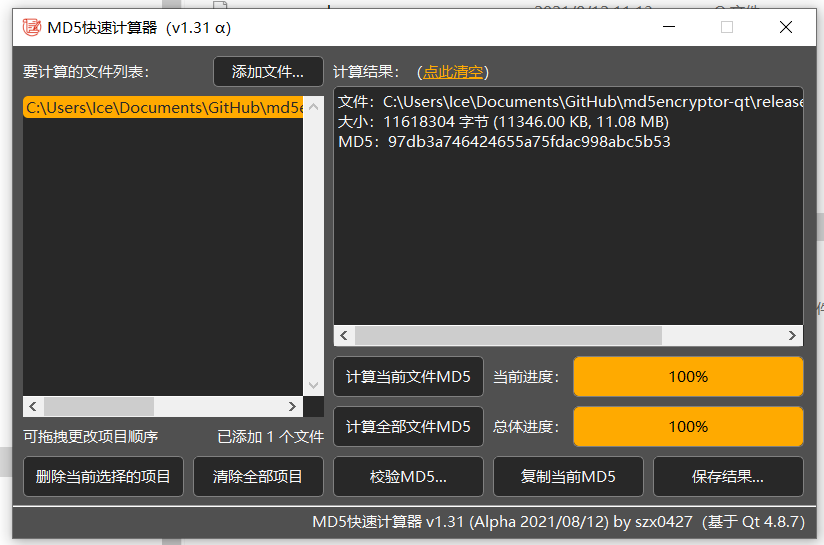 MD5快速计算器（v1.31 α）
要计算的文件列表：
添加文件...
计算结果：（点此清空）
C:\Users\Ice\Documents\GitHub\md5e
文件：C:\Users\Ice\Documents\GitHub\md5encryptor-qt\release
大小：11618304 字节 (11346.00 KB, 11.08 MB)
MD5：97db3a746424655a75fdac998abc5b53
计算当前文件MD5
当前进度：
100%
计算全部文件MD5
总体进度：
100%
可拖拽更改项目顺序
已添加 1 个文件
删除当前选择的项目
清除全部项目
校验MD5...
复制当前MD5
保存结果...
MD5快速计算器 v1.31 (Alpha 2021/08/12) by szx0427（基于 Qt 4.8.7）